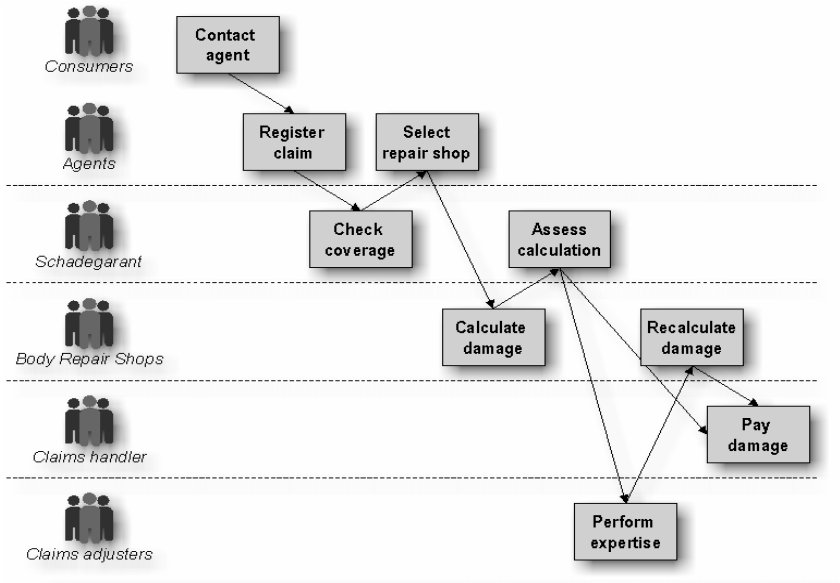 Consumers
Contact
agent
Agents
Register
claim
Select
repair shop
Schadegarant
Check
coverage
Assess
calculation
Body Repair Shops
Calculate
damage
Recalculate
damage
Claims handler
Pay
damage
Claims adjusters
Perform
expertise